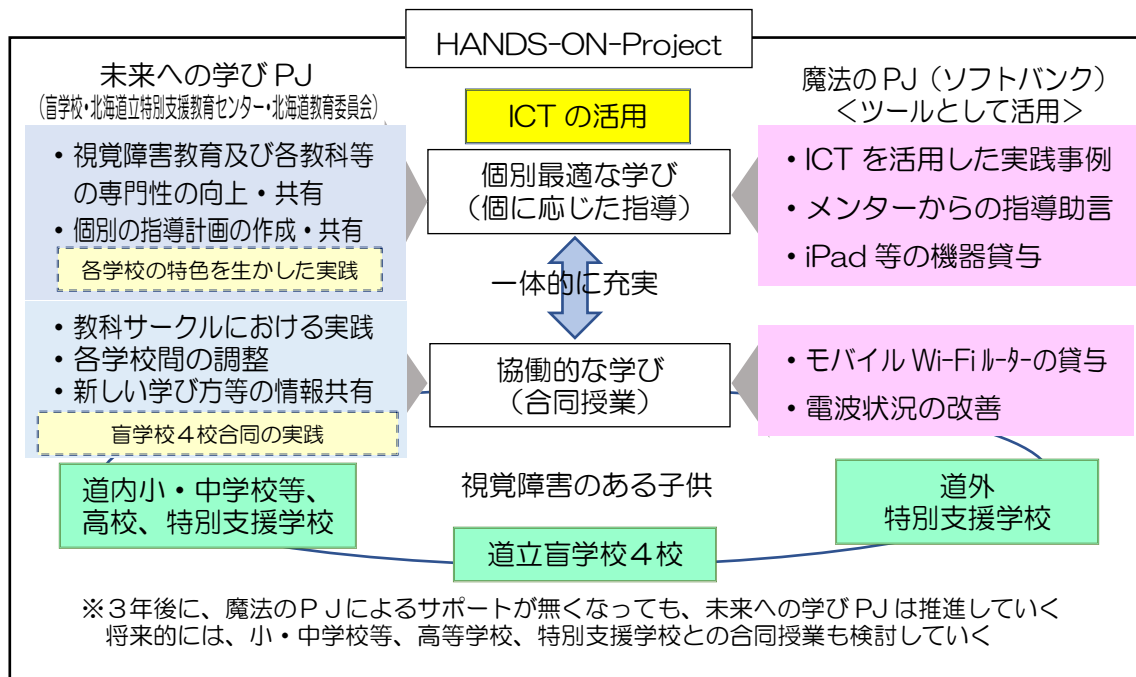 HANDS-ON-Project
未来への学びPJ
(盲学校・北海道立特別支援教育センター・北海道教育委員会)
・視覚障害教育及び各教科等
の専門性の向上・共有
・個別の指導計画の作成・共有
各学校の特色を生かした実践
・教科サークルにおける実践
・各学校間の調整
・新しい学び方等の情報共有
盲学校4校合同の実践
ICTの活用
個別最適な学び
(個に応じた指導)
一体的に充実
協働的な学び
(合同授業)
魔法のPJ(ソフトバンク)
<ツールとして活用>
・ICTを活用した実践事例
・メンターからの指導助言
・iPad等の機器貸与
・モバイルWi-Fiルーターの貸与
・電波状況の改善
道内小・中学校等、
高校、特別支援学校
視覚障害のある子供
道外
特別支援学校
道立盲学校4校
※3年後に、魔法のPJによるサポートが無くなっても、未来への学びPJは推進していく
将来的には、小・中学校等、高等学校、特別支援学校との合同授業も検討していく